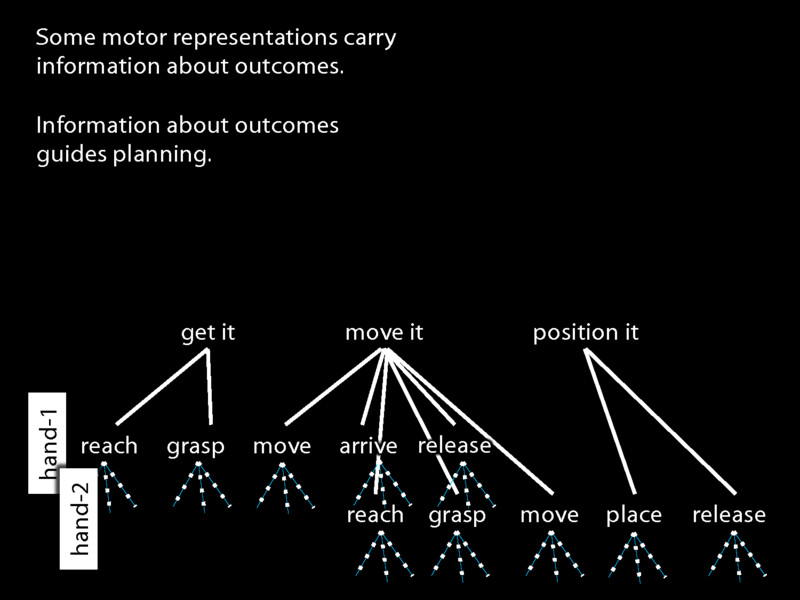 Some motor representations carry
information about outcomes.
Information about outcomes
guides planning.
get it move it position it
hand-1
reach grasp move arrive release
hand-2
reach grasp move place release